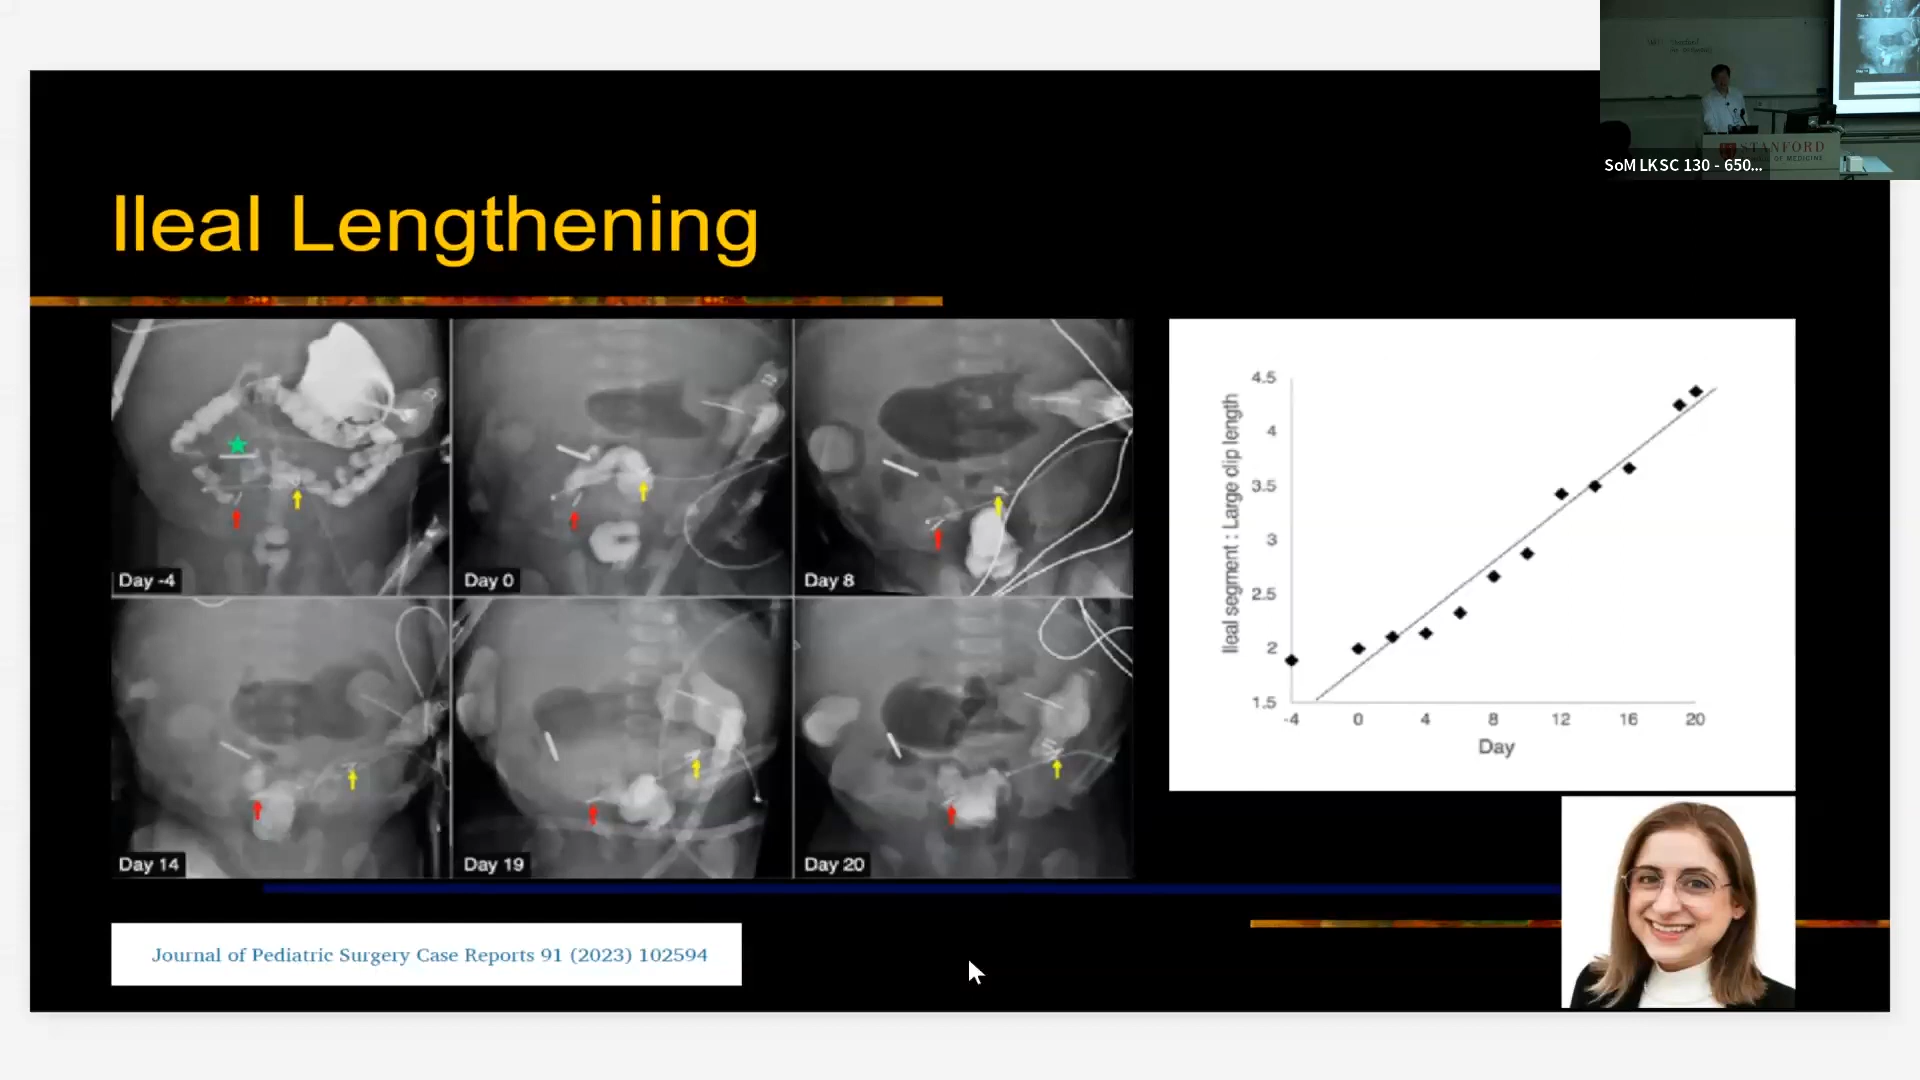 SoM LKSC 130 - 650...
STANFORD
Ileal Lengthening
Day -4
Day 0
Day 8
Day 14
Day 19
Day 20
Ileal segment : Large clip length
4.5
4
3.5
3
2.5
2
1.5
-4 0 4 8 12 16 20
Day
Journal of Pediatric Surgery Case Reports 91 (2023) 102594